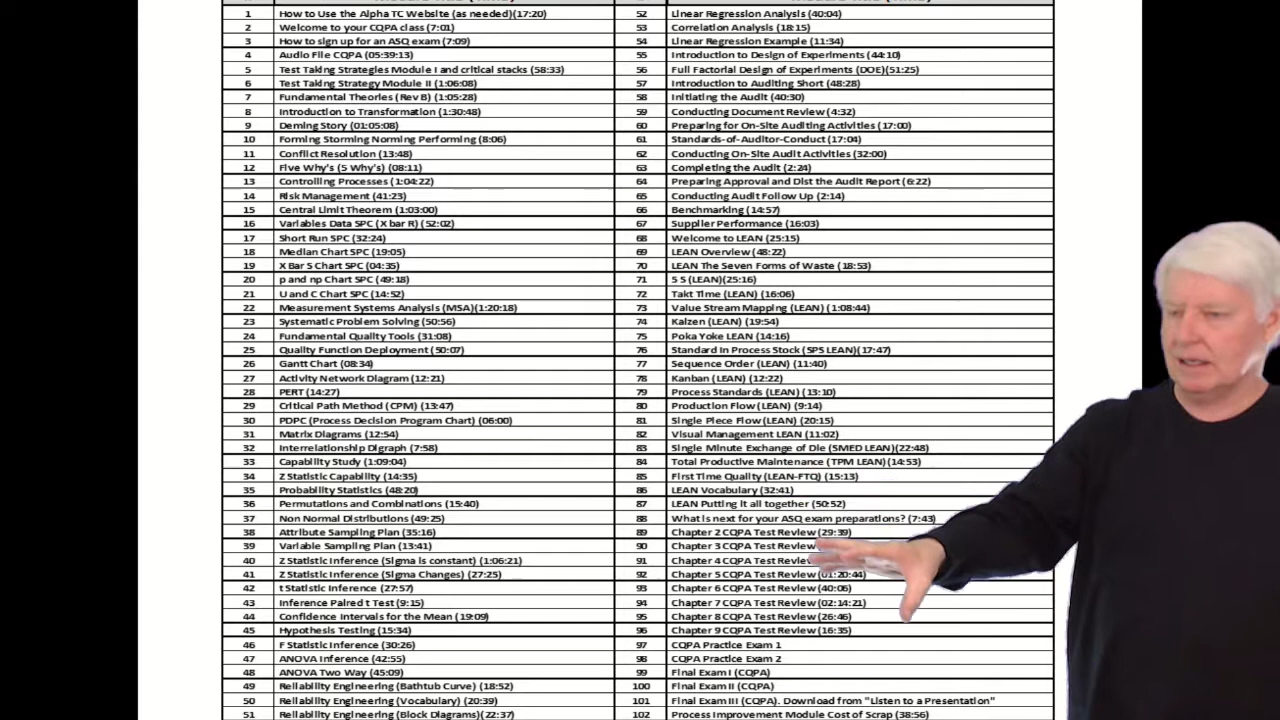 1 How to Use the Alpha TC Website (as needed)(17:20)
2 Welcome to your CQPA class (7:01)
3 How to sign up for an ASQ exam (7:09)
4 Audio File CQPA (05:39:13)
5 Test Taking Strategies Module I and critical stacks (58:33)
6 Test Taking Strategy Module II (1:06:08)
7 Fundamental Theories (Rev B) (1:05:28)
8 Introduction to Transformation (1:30:48)
9 Deming Story (01:05:08)
10 Forming Storming Norming Performing (8:06)
11 Conflict Resolution (13:48)
12 Five Why's (5 Why's) (08:11)
13 Controlling Processes (1:04:22)
14 Risk Management (41:23)
15 Central Limit Theorem (1:03:00)
16 Variables Data SPC (X bar R) (52:02)
17 Short Run SPC (32:24)
18 Median Chart SPC (19:05)
19 X Bar S Chart SPC (04:35)
20 p and np Chart SPC (49:18)
21 U and C Chart SPC (14:52)
22 Measurement Systems Analysis (MSA)(1:20:18)
23 Systematic Problem Solving (50:56)
24 Fundamental Quality Tools (31:08)
25 Quality Function Deployment (50:07)
26 Gantt Chart (08:34)
27 Activity Network Diagram (12:21)
28 PERT (14:27)
29 Critical Path Method (CPM) (13:47)
30 PDPC (Process Decision Program Chart) (06:00)
31 Matrix Diagrams (12:54)
32 Interrelationship Digraph (7:58)
33 Capability Study (1:09:04)
34 Z Statistic Capability (14:35)
35 Probability Statistics (48:20)
36 Permutations and Combinations (15:40)
37 Non Normal Distributions (49:25)
38 Attribute Sampling Plan (35:16)
39 Variable Sampling Plan (13:41)
40 Z Statistic Inference (Sigma is constant) (1:06:21)
41 Z Statistic Inference (Sigma Changes) (27:25)
42 t Statistic Inference (27:57)
43 Inference Paired t Test (9:15)
44 Confidence Intervals for the Mean (19:09)
45 Hypothesis Testing (15:34)
46 F Statistic Inference (30:26)
47 ANOVA Inference (42:55)
48 ANOVA Two Way (45:09)
49 Reliability Engineering (Bathtub Curve) (18:52)
50 Reliability Engineering (Vocabulary) (20:39)
51 Reliability Engineering (Block Diagrams)(22:37)
52 Linear Regression Analysis (40:04)
53 Correlation Analysis (18:15)
54 Linear Regression Example (11:34)
55 Introduction to Design of Experiments (44:10)
56 Full Factorial Design of Experiments (DOE)(51:25)
57 Introduction to Auditing Short (48:28)
58 Initiating the Audit (40:30)
59 Conducting Document Review (4:32)
60 Preparing for On-Site Auditing Activities (17:00)
61 Standards-of-Auditor-Conduct (17:04)
62 Conducting On-Site Audit Activities (32:00)
63 Completing the Audit (2:24)
64 Preparing Approval and Dist the Audit Report (6:22)
65 Conducting Audit Follow Up (2:14)
66 Benchmarking (14:57)
67 Supplier Performance (16:03)
68 Welcome to LEAN (25:15)
69 LEAN Overview (48:22)
70 LEAN The Seven Forms of Waste (18:53)
71 5 S (LEAN)(25:16)
72 Takt Time (LEAN) (16:06)
73 Value Stream Mapping (LEAN) (1:08:44)
74 Kaizen (LEAN) (19:54)
75 Poka Yoke LEAN (14:16)
76 Standard In Process Stock (SPS LEAN)(17:47)
77 Sequence Order (LEAN) (11:40)
78 Kanban (LEAN) (12:22)
79 Process Standards (LEAN) (13:10)
80 Production Flow (LEAN) (9:14)
81 Single Piece Flow (LEAN) (20:15)
82 Visual Management LEAN (11:02)
83 Single Minute Exchange of Die (SMED LEAN)(22:48)
84 Total Productive Maintenance (TPM LEAN)(14:53)
85 First Time Quality (LEAN-FTQ) (15:13)
86 LEAN Vocabulary (32:41)
87 LEAN Putting it all together (50:52)
88 What is next for your ASQ exam preparations? (7:43)
89 Chapter 2 CQPA Test Review (29:39)
90 Chapter 3 CQPA Test Review
91 Chapter 4 CQPA Test Review
92 Chapter 5 CQPA Test Review (01:20:44)
93 Chapter 6 CQPA Test Review (40:06)
94 Chapter 7 CQPA Test Review (02:14:21)
95 Chapter 8 CQPA Test Review (26:46)
96 Chapter 9 CQPA Test Review (16:35)
97 CQPA Practice Exam 1
98 CQPA Practice Exam 2
99 Final Exam I (CQPA)
100 Final Exam II (CQPA)
101 Final Exam III (CQPA). Download from "Listen to a Presentation"
102 Process Improvement Module Cost of Scrap (38:56)